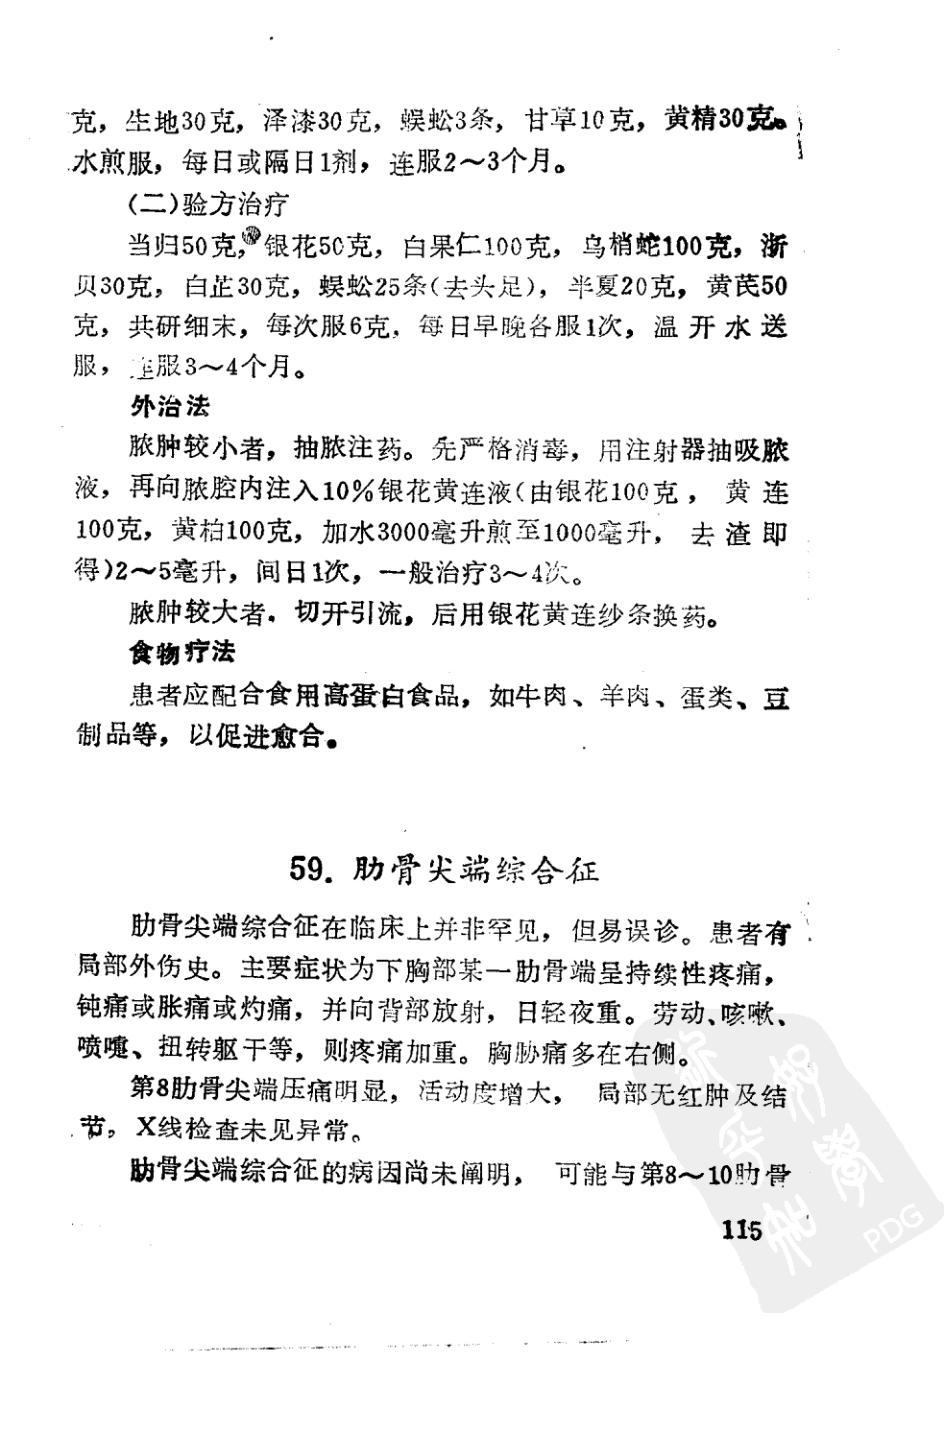 克，生地30克，泽漆30克，蜈蚣3条，甘草10克，黄精30克。
水煎服，每日或隔日1剂，连服2～3个月。
(二)验方治疗
当归50克，银花50克，白果仁100克，乌梢蛇100克，浙
贝30克，白芷30克，蜈蚣25条(去头足)，半夏20克，黄芪50
克，共研细末，每次服6克，每日早晚各服1次，温开水送
服，连服3～4个月。
外治法
脓肿较小者，抽脓注药。先严格消毒，用注射器抽吸脓
液，再向脓腔内注入10%银花黄连液(由银花100克，黄连
100克，黄柏100克，加水3000毫升煎至1000毫升，去渣即
得)2～5毫升，间日1次，一般治疗3～4次。
脓肿较大者，切开引流，后用银花黄连纱条换药。
食物疗法
患者应配合食用高蛋白食品，如牛肉、羊肉、蛋类、豆
制品等，以促进愈合。
59. 肋骨尖端综合征
肋骨尖端综合征在临床上并非罕见，但易误诊。患者有
局部外伤史。主要症状为下胸部某一肋骨端呈持续性疼痛，
钝痛或胀痛或灼痛，并向背部放射，日轻夜重。劳动、咳嗽、
喷嚏、扭转躯干等，则疼痛加重。胸胁痛多在右侧。
第8肋骨尖端压痛明显，活动度增大，局部无红肿及结
节，X线检查未见异常。
肋骨尖端综合征的病因尚未阐明，可能与第8～10肋骨
115
PDG